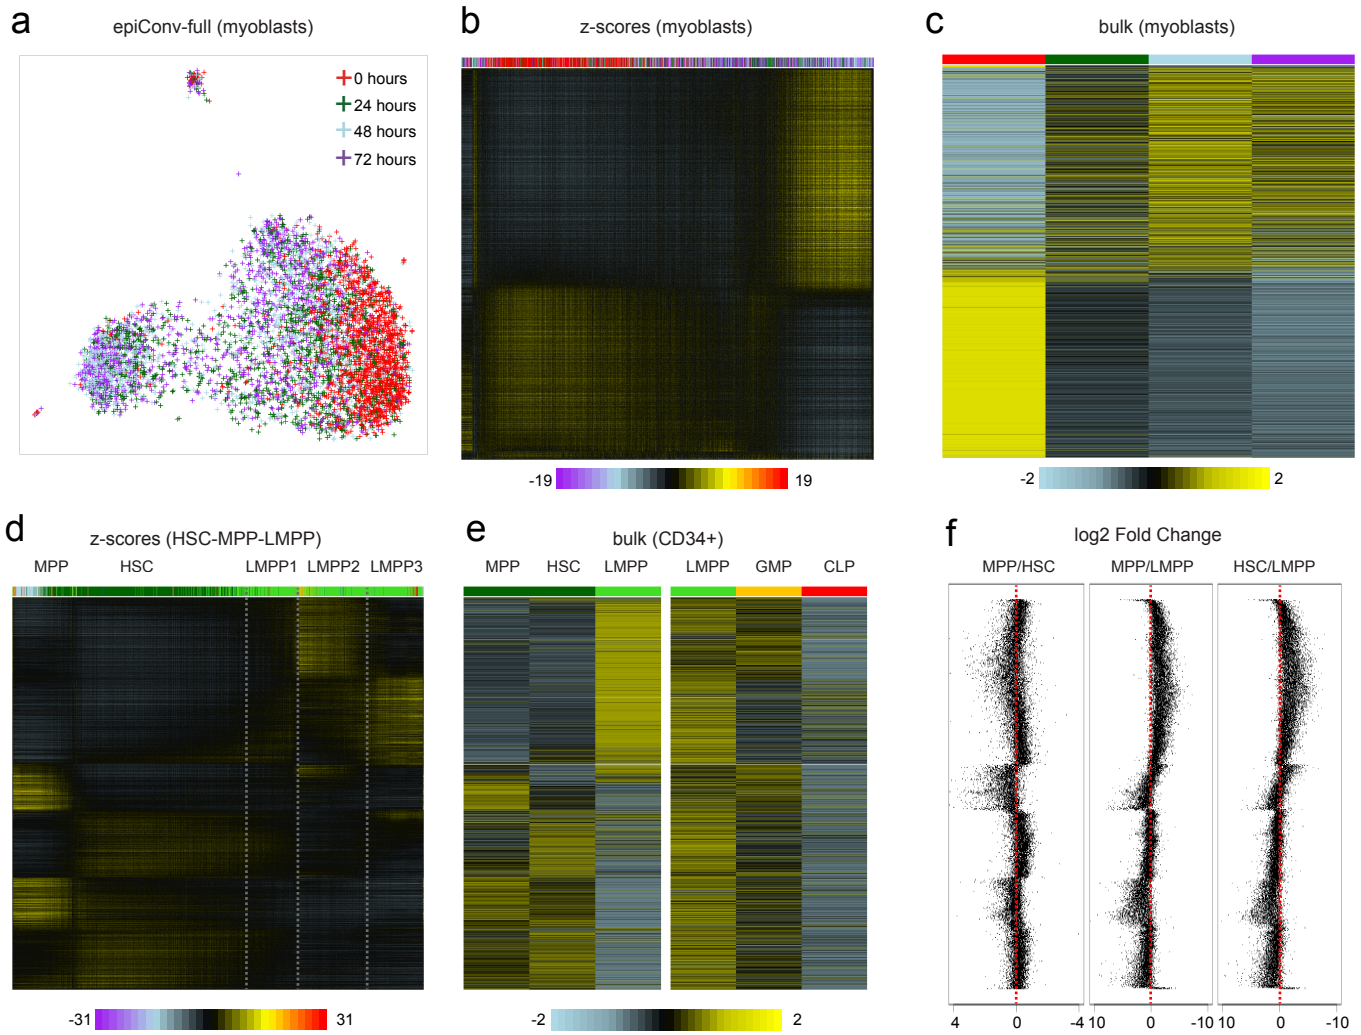 a
epiConv-full (myoblasts)
0 hours
24 hours
48 hours
72 hours
b
z-scores (myoblasts)
-19
19
c
bulk (myoblasts)
-2
2
d
z-scores (HSC-MPP-LMPP)
MPP HSC LMPP1 LMPP2 LMPP3
-31
31
e
bulk (CD34+)
MPP HSC LMPP LMPP GMP CLP
-2
2
f
log2 Fold Change
MPP/HSC MPP/LMPP HSC/LMPP
4 0 -4 10 0 -10 10 0 -10